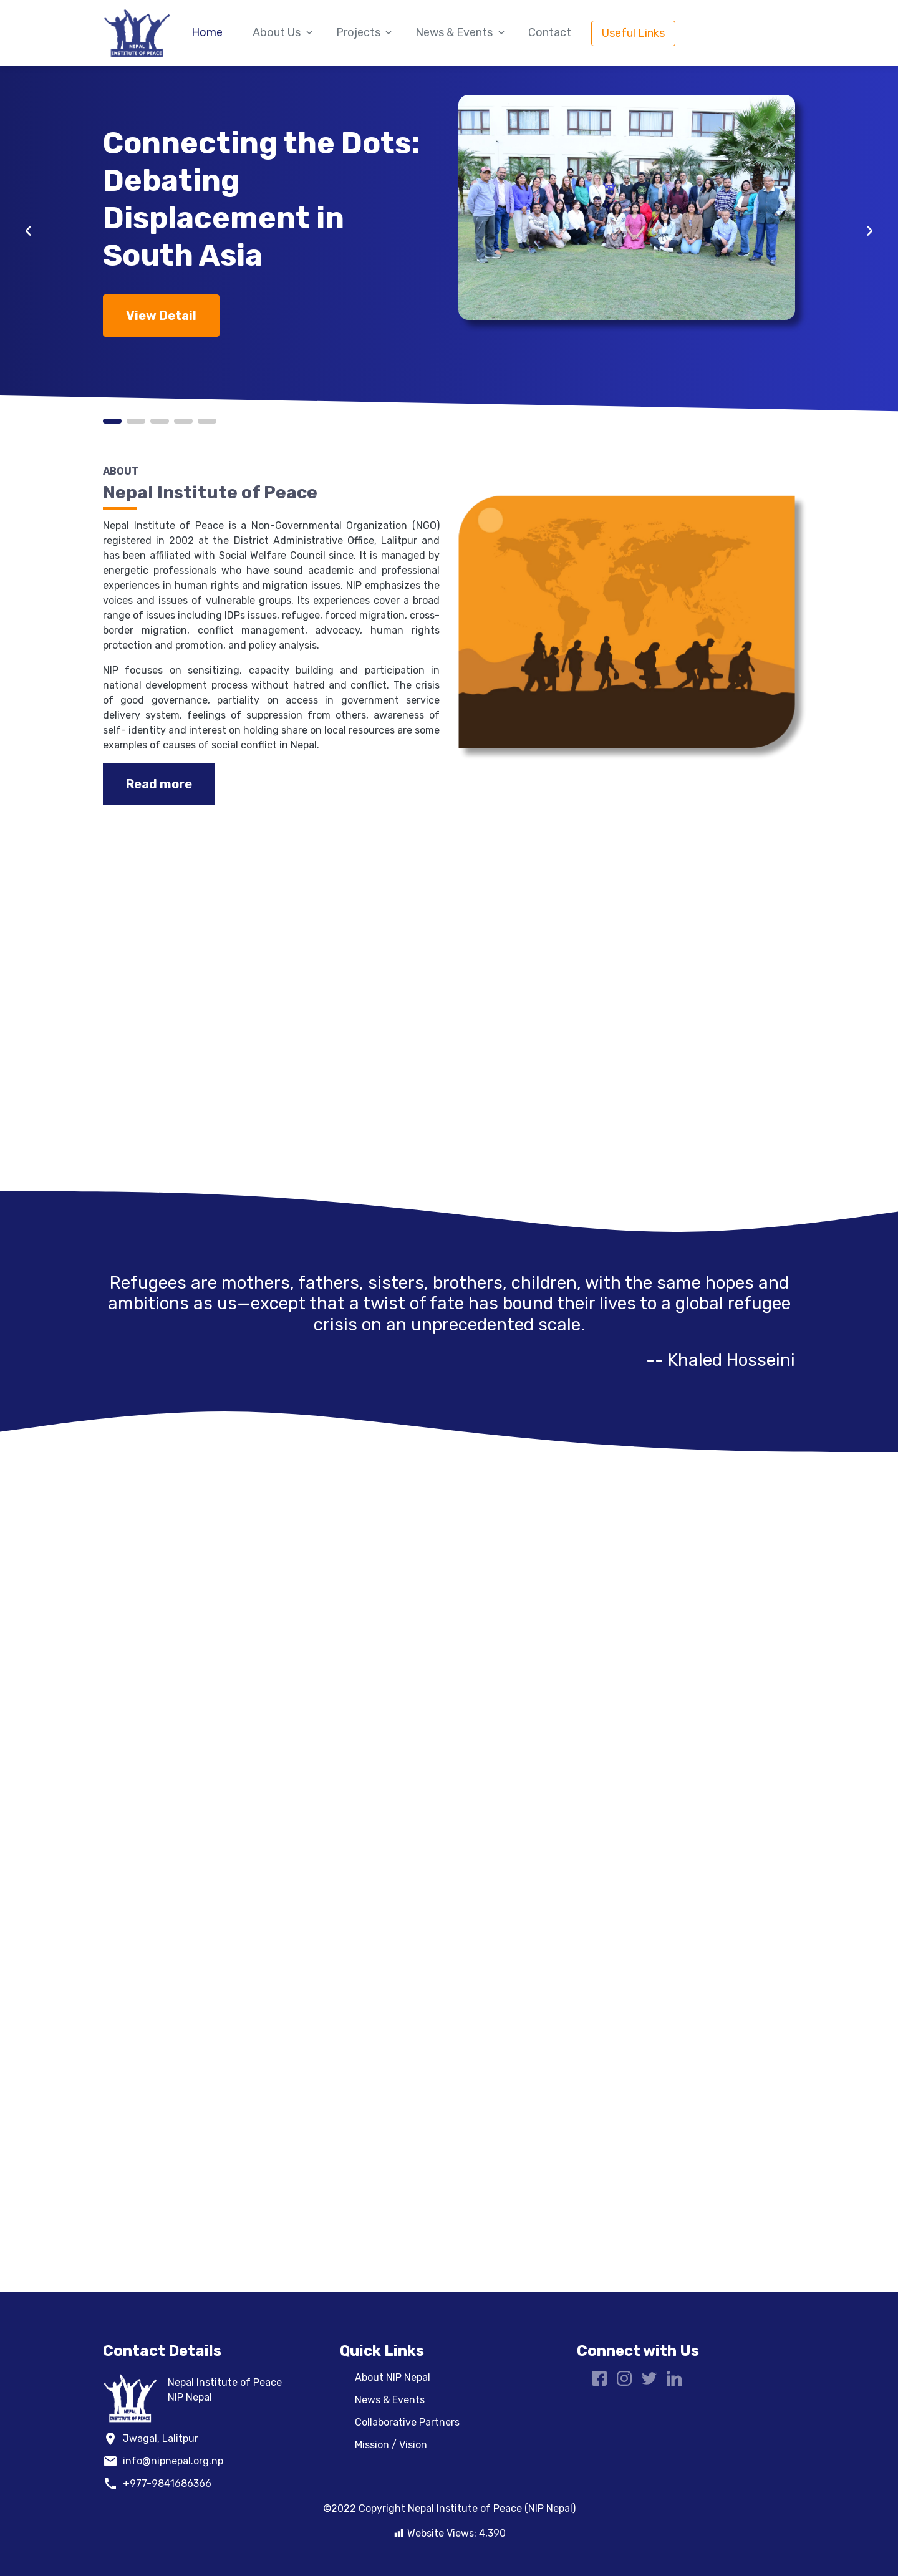 NEPAL
INSTITUTE OF PEACE
Home
About Us
Projects
News & Events
Contact
Useful Links
Connecting the Dots:
Debating
Displacement in
South Asia
View Detail
ABOUT
Nepal Institute of Peace
Nepal Institute of Peace is a Non-Governmental Organization (NGO)
registered in 2002 at the District Administrative Office, Lalitpur and
has been affiliated with Social Welfare Council since. It is managed by
energetic professionals who have sound academic and professional
experiences in human rights and migration issues. NIP emphasizes the
voices and issues of vulnerable groups. Its experiences cover a broad
range of issues including IDPs issues, refugee, forced migration, cross-
border migration, conflict management, advocacy, human rights
protection and promotion, and policy analysis.
NIP focuses on sensitizing, capacity building and participation in
national development process without hatred and conflict. The crisis
of good governance, partiality on access in government service
delivery system, feelings of suppression from others, awareness of
self- identity and interest on holding share on local resources are some
examples of causes of social conflict in Nepal.
Read more
Refugees are mothers, fathers, sisters, brothers, children, with the same hopes and
ambitions as us—except that a twist of fate has bound their lives to a global refugee
crisis on an unprecedented scale.
-- Khaled Hosseini
Contact Details
NEPAL
INSTITUTE OF PEACE
Nepal Institute of Peace
NIP Nepal
Jwagal, Lalitpur
info@nipnepal.org.np
+977-9841686366
Quick Links
About NIP Nepal
News & Events
Collaborative Partners
Mission / Vision
Connect with Us
©2022 Copyright Nepal Institute of Peace (NIP Nepal)
Website Views: 4,390